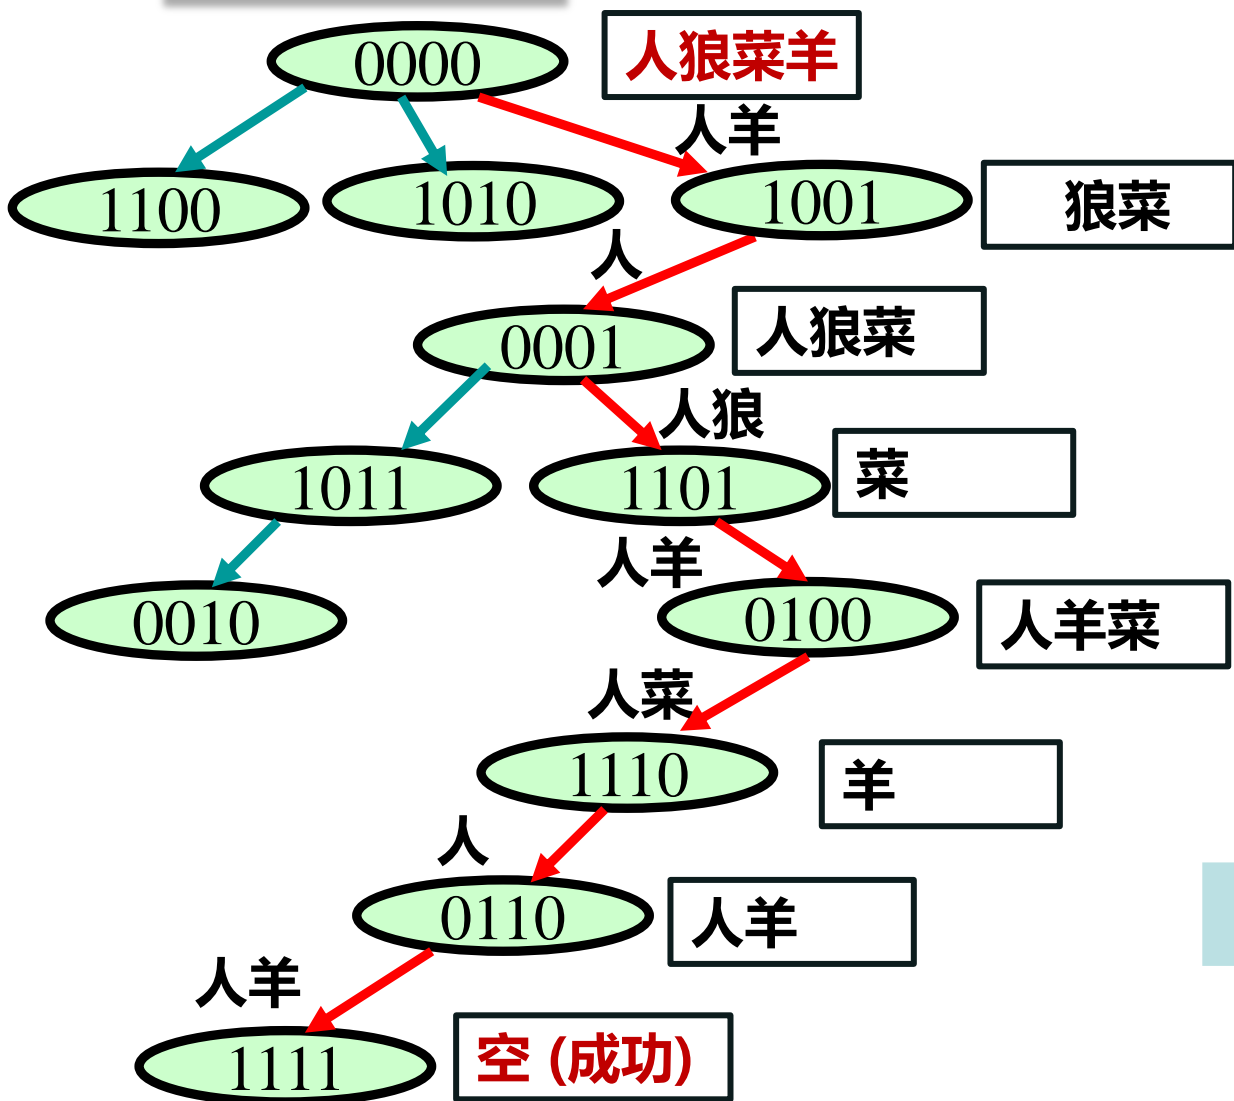 0000
人狼菜羊
人羊
1100
1010
1001
狼菜
人
0001
人狼菜
人狼
1011
1101
菜
人羊
0010
0100
人羊菜
人菜
1110
羊
人
0110
人羊
人羊
1111
空 (成功)